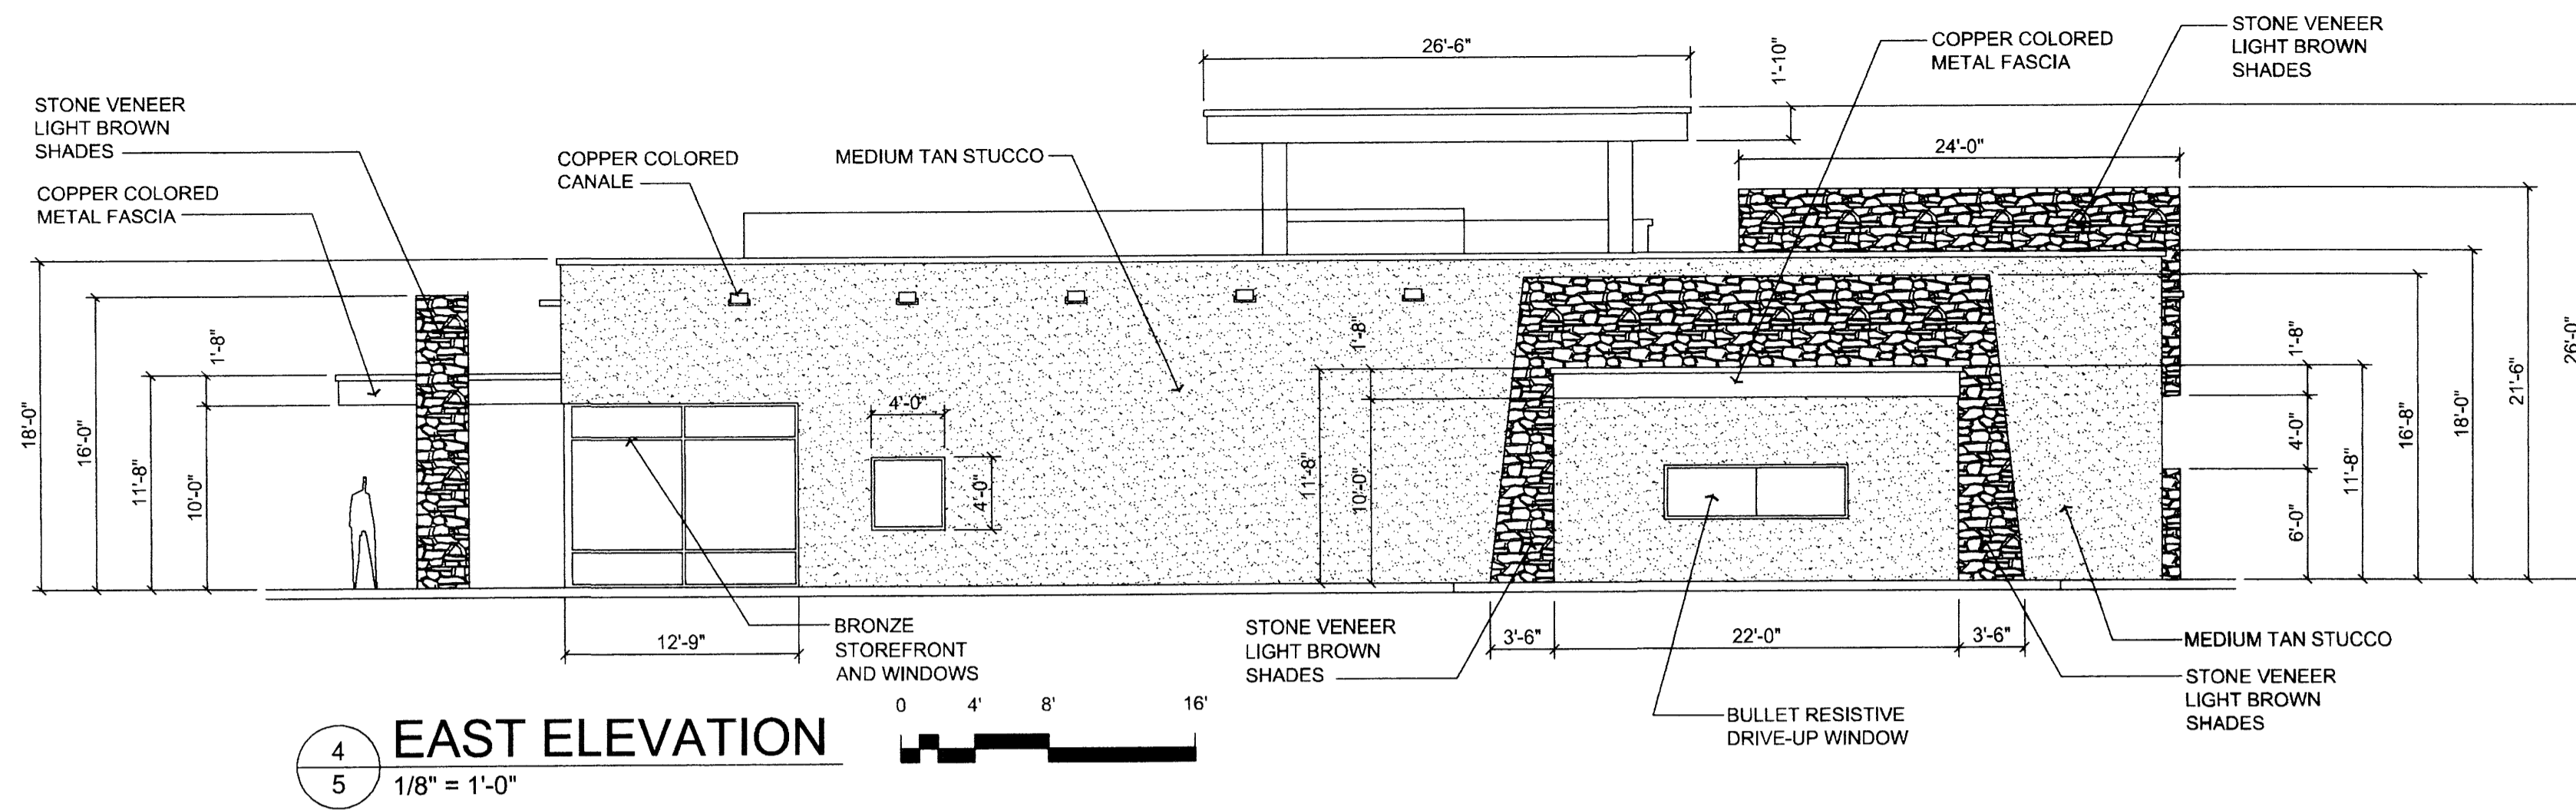 26'-6"
1'-10"
COPPER COLORED
METAL FASCIA
STONE VENEER
LIGHT BROWN
SHADES
STONE VENEER
LIGHT BROWN
SHADES
COPPER COLORED
METAL FASCIA
COPPER COLORED
CANALE
MEDIUM TAN STUCCO
24'-0"
18'-0"
16'-0"
11'-8"
1'-8"
10'-0"
4'-0"
4'-0"
1'-8"
11'-8"
10'-0"
1'-8"
4'-0"
6'-0"
11'-8"
16'-8"
18'-0"
21'-6"
26'-0"
12'-9"
BRONZE
STOREFRONT
AND WINDOWS
STONE VENEER
LIGHT BROWN
SHADES
3'-6"
22'-0"
3'-6"
MEDIUM TAN STUCCO
STONE VENEER
LIGHT BROWN
SHADES
BULLET RESISTIVE
DRIVE-UP WINDOW
0 4' 8' 16'
4
5
EAST ELEVATION
1/8" = 1'-0"